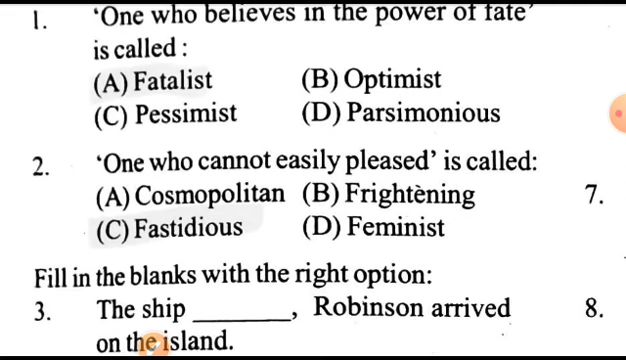 1. ‘One who believes in the power of fate’
is called :
(A) Fatalist (B) Optimist
(C) Pessimist (D) Parsimonious
2. ‘One who cannot easily pleased’ is called:
(A) Cosmopolitan (B) Frightèning 7.
(C) Fastidious (D) Feminist
Fill in the blanks with the right option:
3. The ship ________, Robinson arrived 8.
on the island.